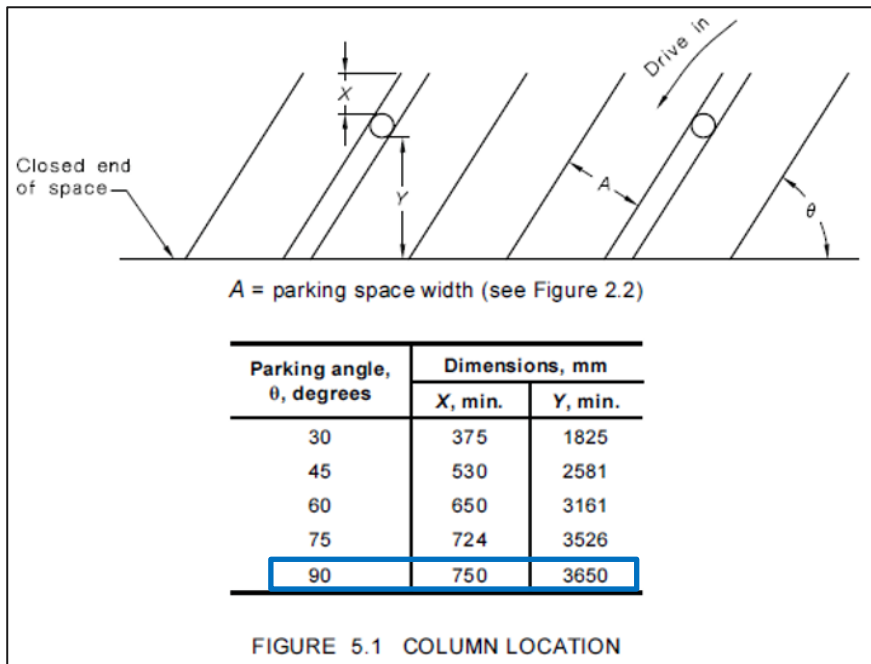 Drive in
X
Closed end
of space
Y
A
θ
A = parking space width (see Figure 2.2)
Parking angle, θ, degrees Dimensions, mm
X, min. Y, min.
30 375 1825
45 530 2581
60 650 3161
75 724 3526
90 750 3650
FIGURE 5.1 COLUMN LOCATION